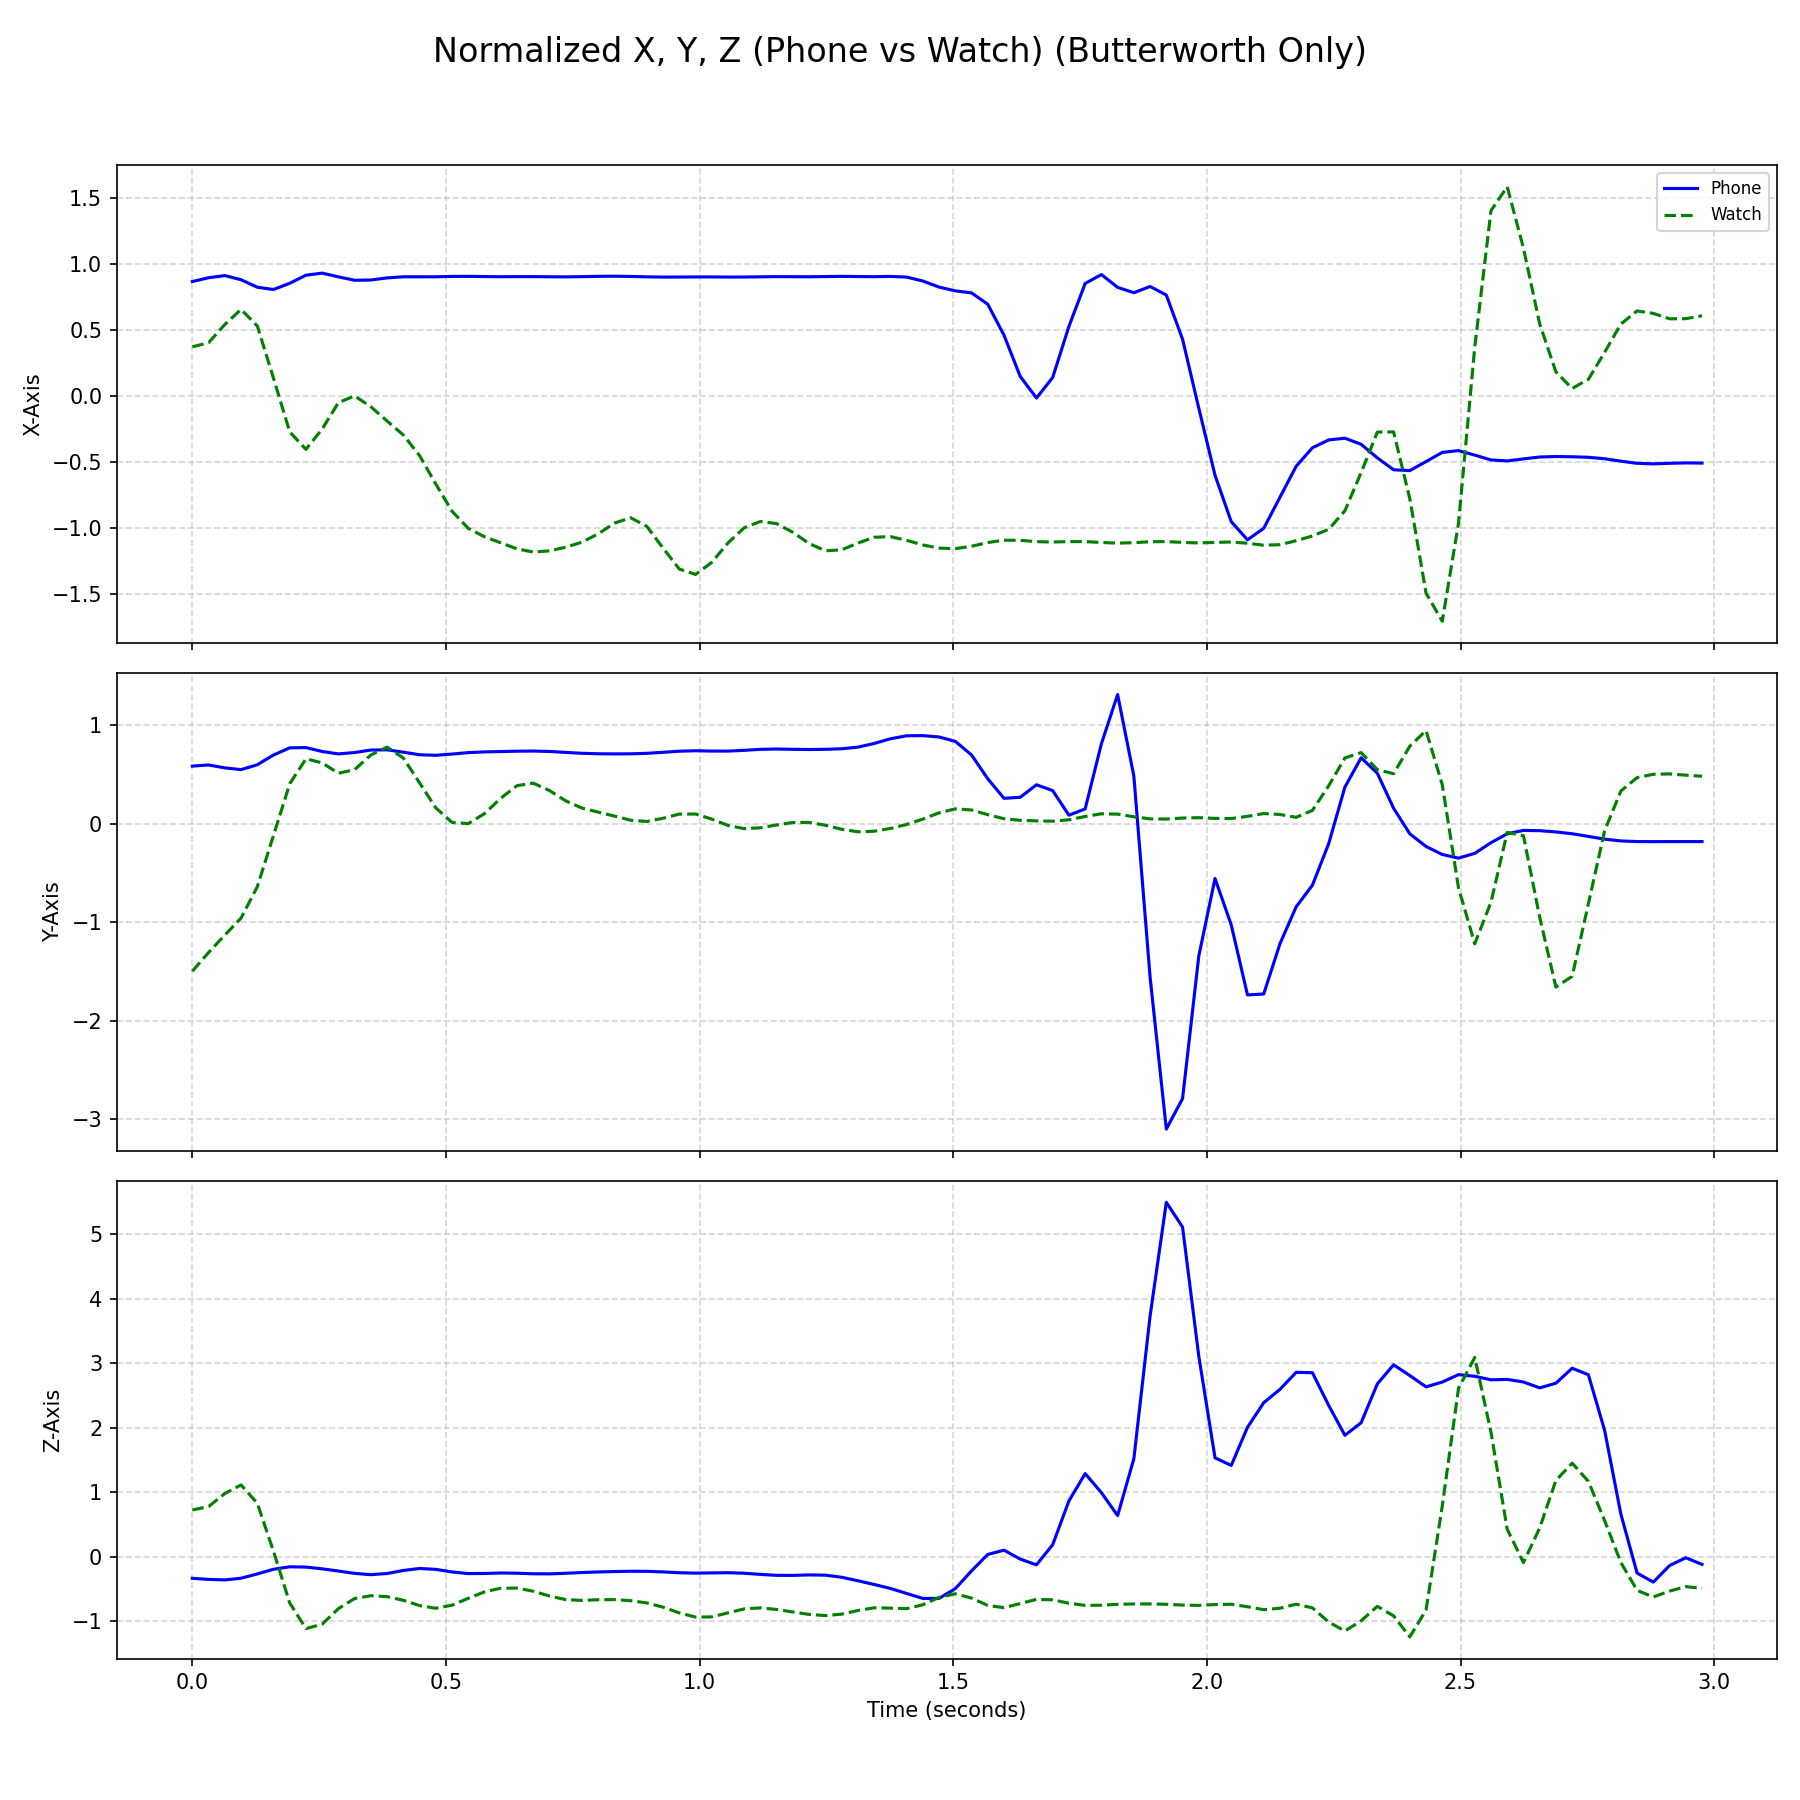 Normalized X, Y, Z (Phone vs Watch) (Butterworth Only)
Phone
Watch
X-Axis
1.5
1.0
0.5
0.0
−0.5
−1.0
−1.5
Y-Axis
1
0
−1
−2
−3
Z-Axis
5
4
3
2
1
0
−1
0.0 0.5 1.0 1.5 2.0 2.5 3.0
Time (seconds)